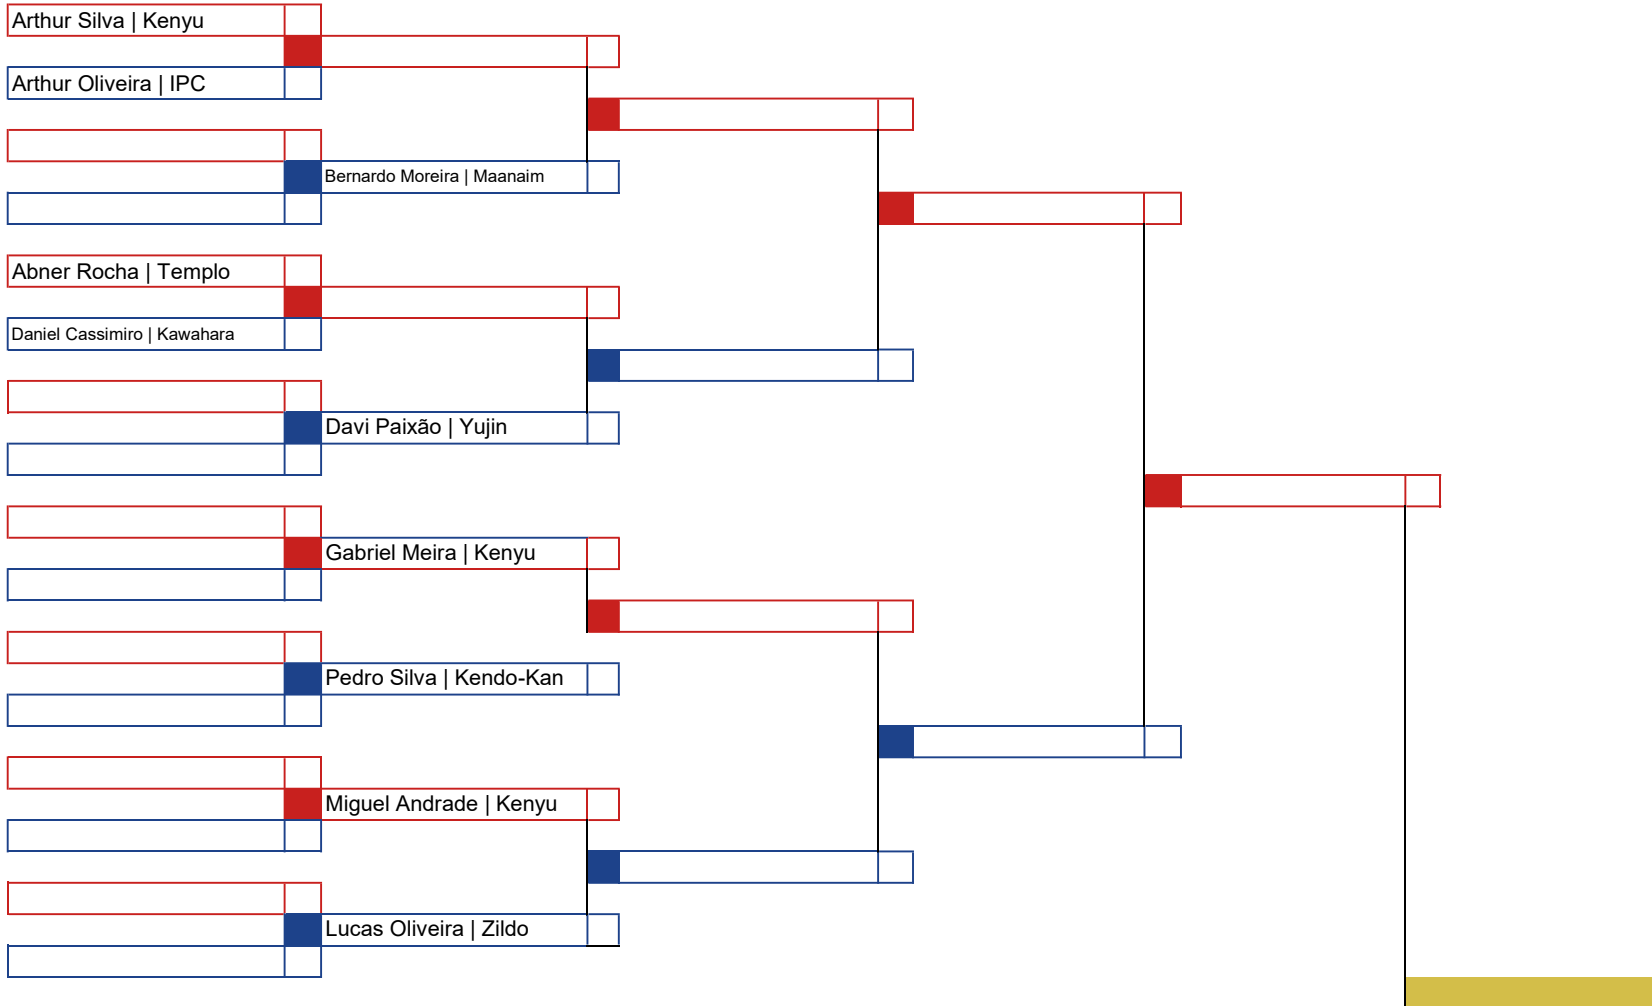 Arthur Silva | Kenyu
Arthur Oliveira | IPC
Bernardo Moreira | Maanaim
Abner Rocha | Templo
Daniel Cassimiro | Kawahara
Davi Paixão | Yujin
Gabriel Meira | Kenyu
Pedro Silva | Kendo-Kan
Miguel Andrade | Kenyu
Lucas Oliveira | Zildo